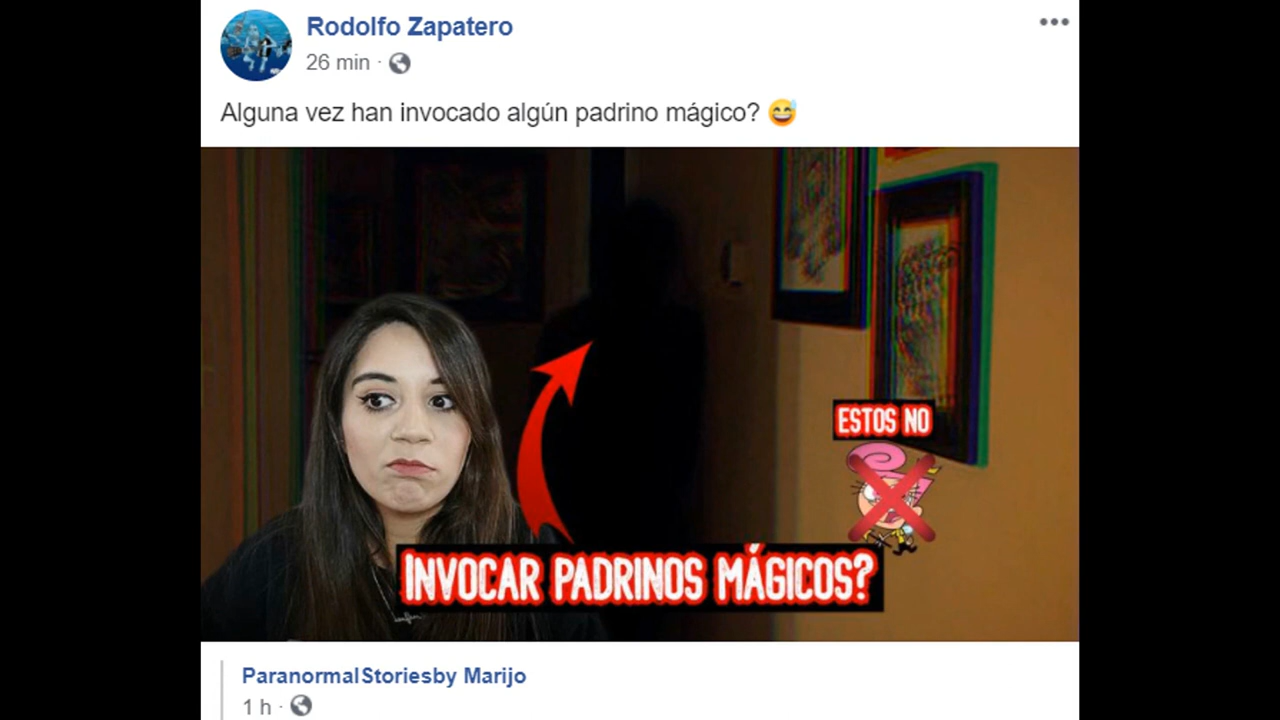 Rodolfo Zapatero
26 min ·
Alguna vez han invocado algún padrino mágico? 😅
ESTOS NO
INVOCAR PADRINOS MÁGICOS?
ParanormalStoriesby Marijo
1 h ·